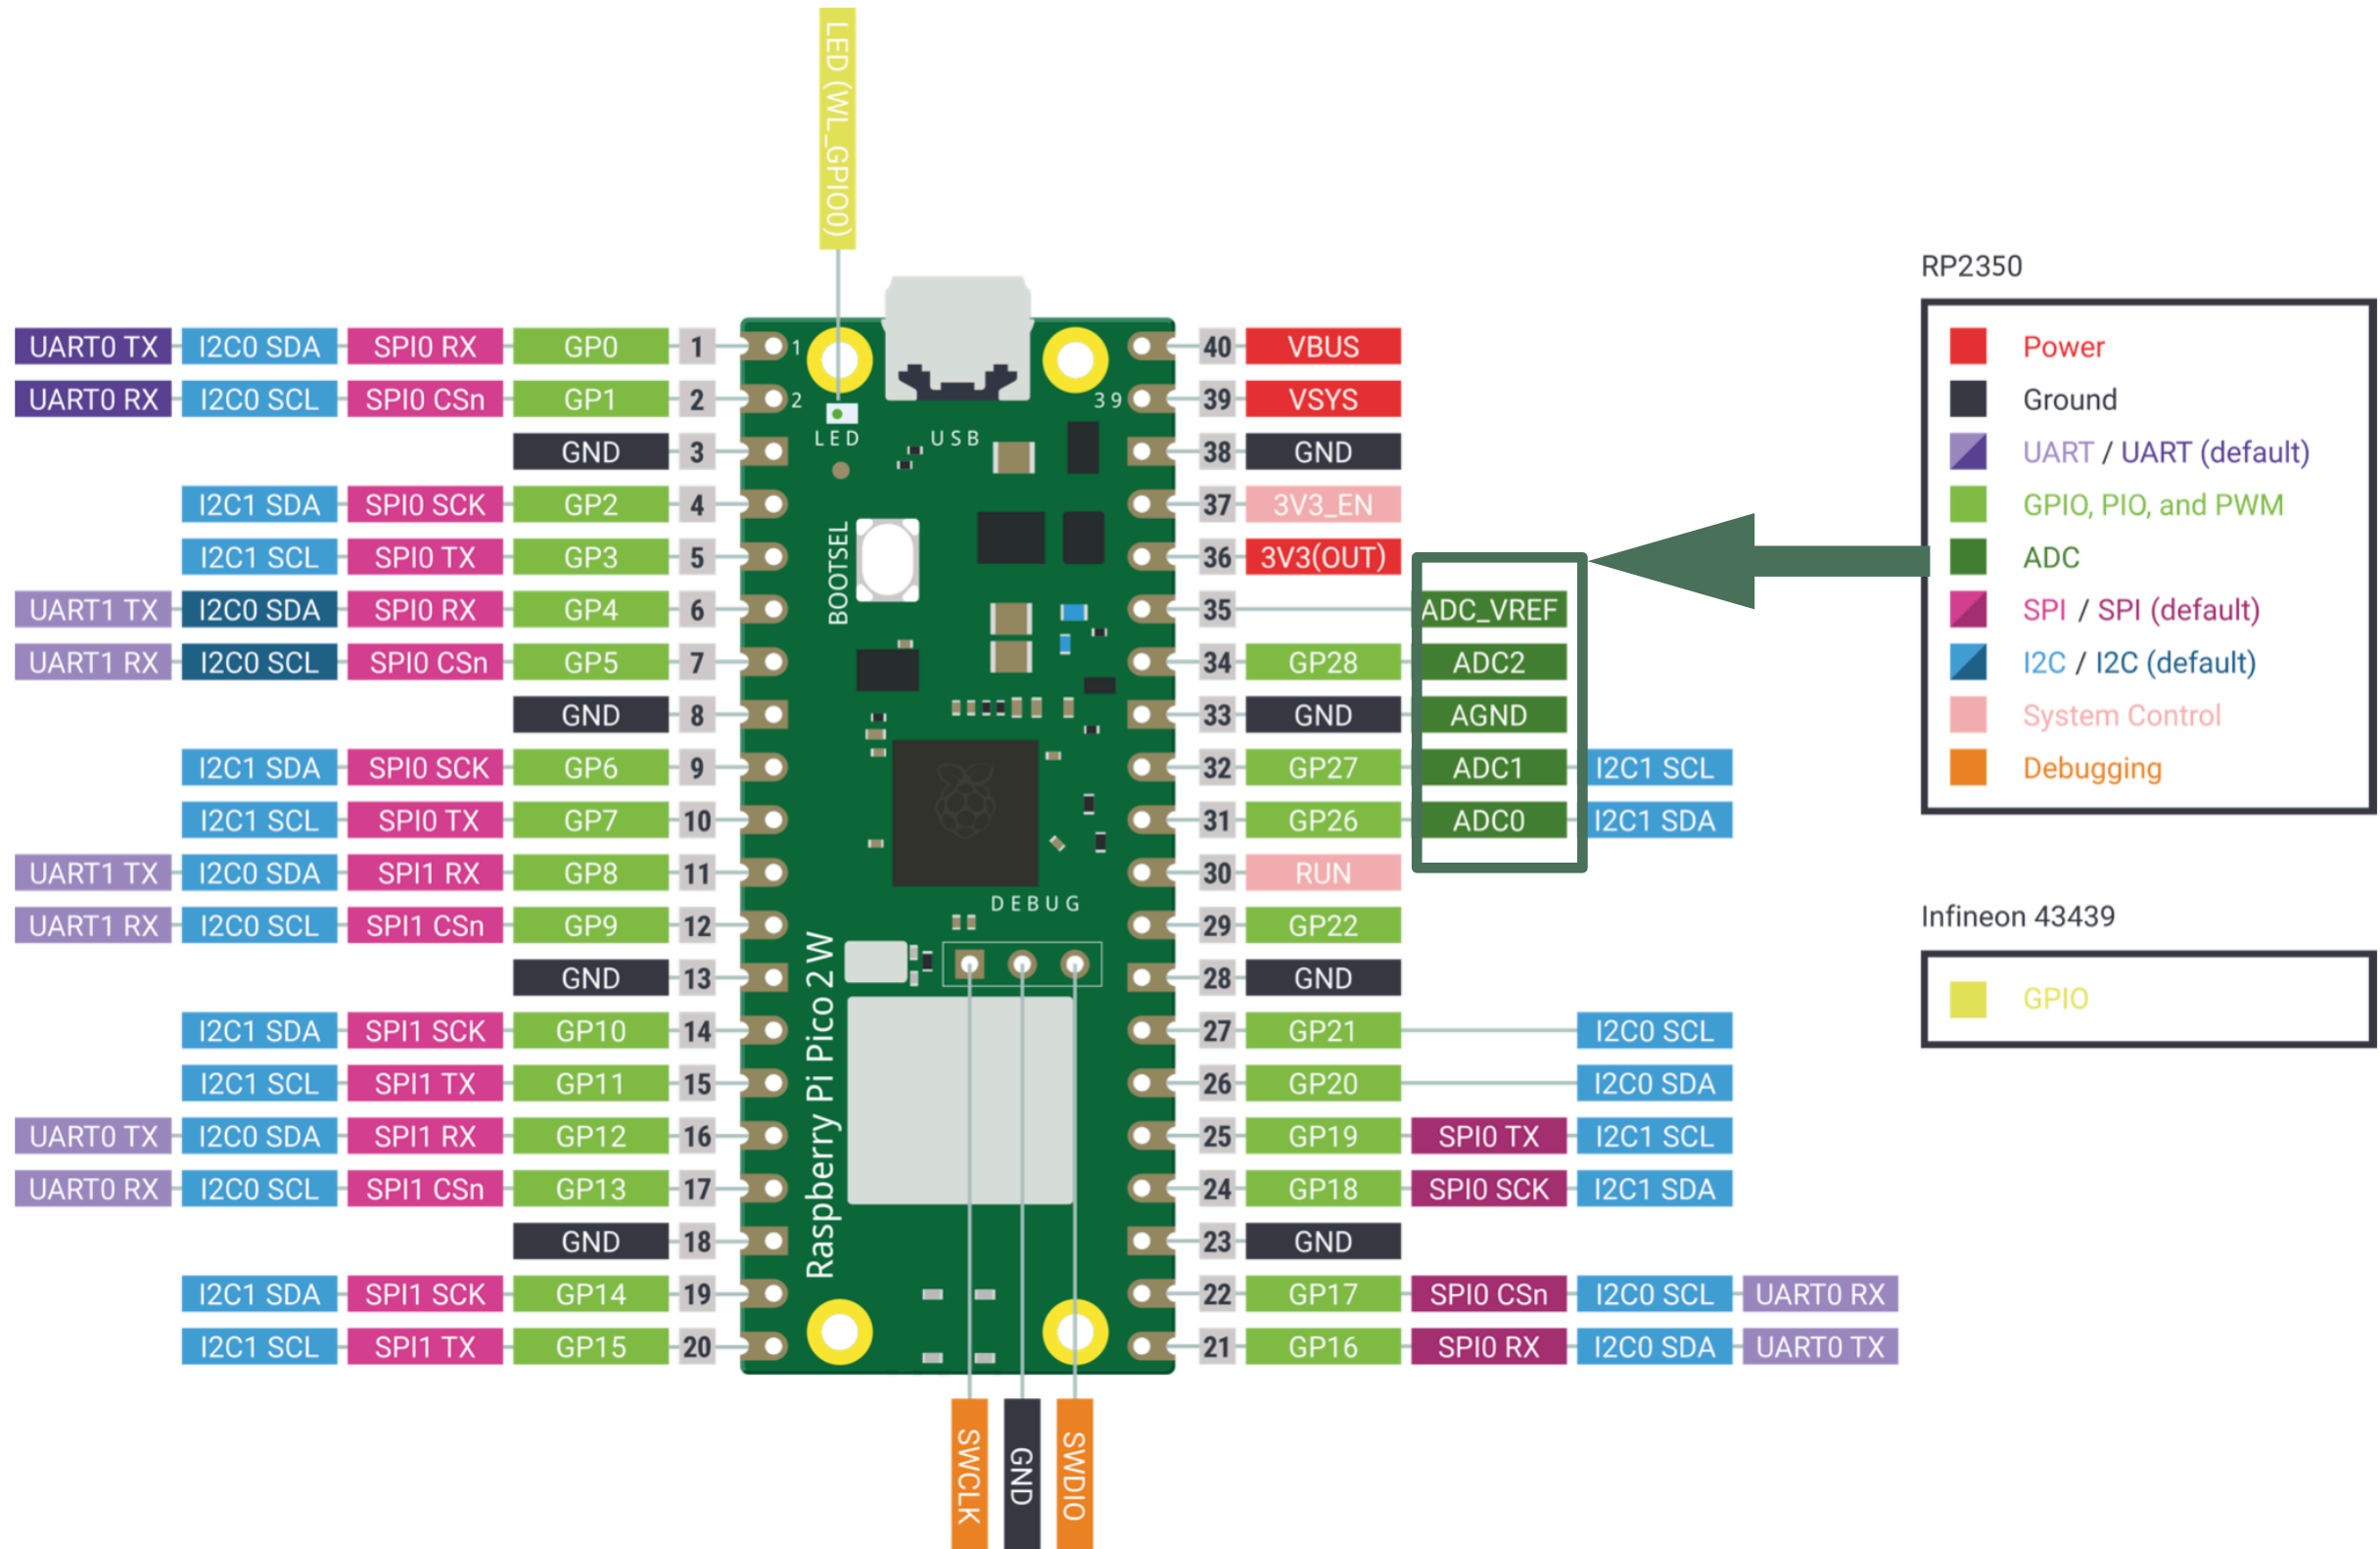 LED (WL_GPIO0)
UART0 TX I2C0 SDA SPI0 RX GP0 1 1 40 VBUS
UART0 RX I2C0 SCL SPI0 CSn GP1 2 2 39 39 VSYS
LED USB
GND 3 38 GND
I2C1 SDA SPI0 SCK GP2 4 37 3V3_EN
BOOTSEL
I2C1 SCL SPI0 TX GP3 5 36 3V3(OUT)
UART1 TX I2C0 SDA SPI0 RX GP4 6 35 ADC_VREF
UART1 RX I2C0 SCL SPI0 CSn GP5 7 34 GP28 ADC2
GND 8 33 GND AGND
I2C1 SDA SPI0 SCK GP6 9 32 GP27 ADC1 I2C1 SCL
I2C1 SCL SPI0 TX GP7 10 31 GP26 ADC0 I2C1 SDA
UART1 TX I2C0 SDA SPI1 RX GP8 11 30 RUN
DEBUG
UART1 RX I2C0 SCL SPI1 CSn GP9 12 29 GP22
GND 13 28 GND
Raspberry Pi Pico 2 W
I2C1 SDA SPI1 SCK GP10 14 27 GP21 I2C0 SCL
I2C1 SCL SPI1 TX GP11 15 26 GP20 I2C0 SDA
UART0 TX I2C0 SDA SPI1 RX GP12 16 25 GP19 SPI0 TX I2C1 SCL
UART0 RX I2C0 SCL SPI1 CSn GP13 17 24 GP18 SPI0 SCK I2C1 SDA
GND 18 23 GND
I2C1 SDA SPI1 SCK GP14 19 22 GP17 SPI0 CSn I2C0 SCL UART0 RX
I2C1 SCL SPI1 TX GP15 20 21 GP16 SPI0 RX I2C0 SDA UART0 TX
SWCLK
GND
SWDIO
RP2350
Power
Ground
UART / UART (default)
GPIO, PIO, and PWM
ADC
SPI / SPI (default)
I2C / I2C (default)
System Control
Debugging
Infineon 43439
GPIO